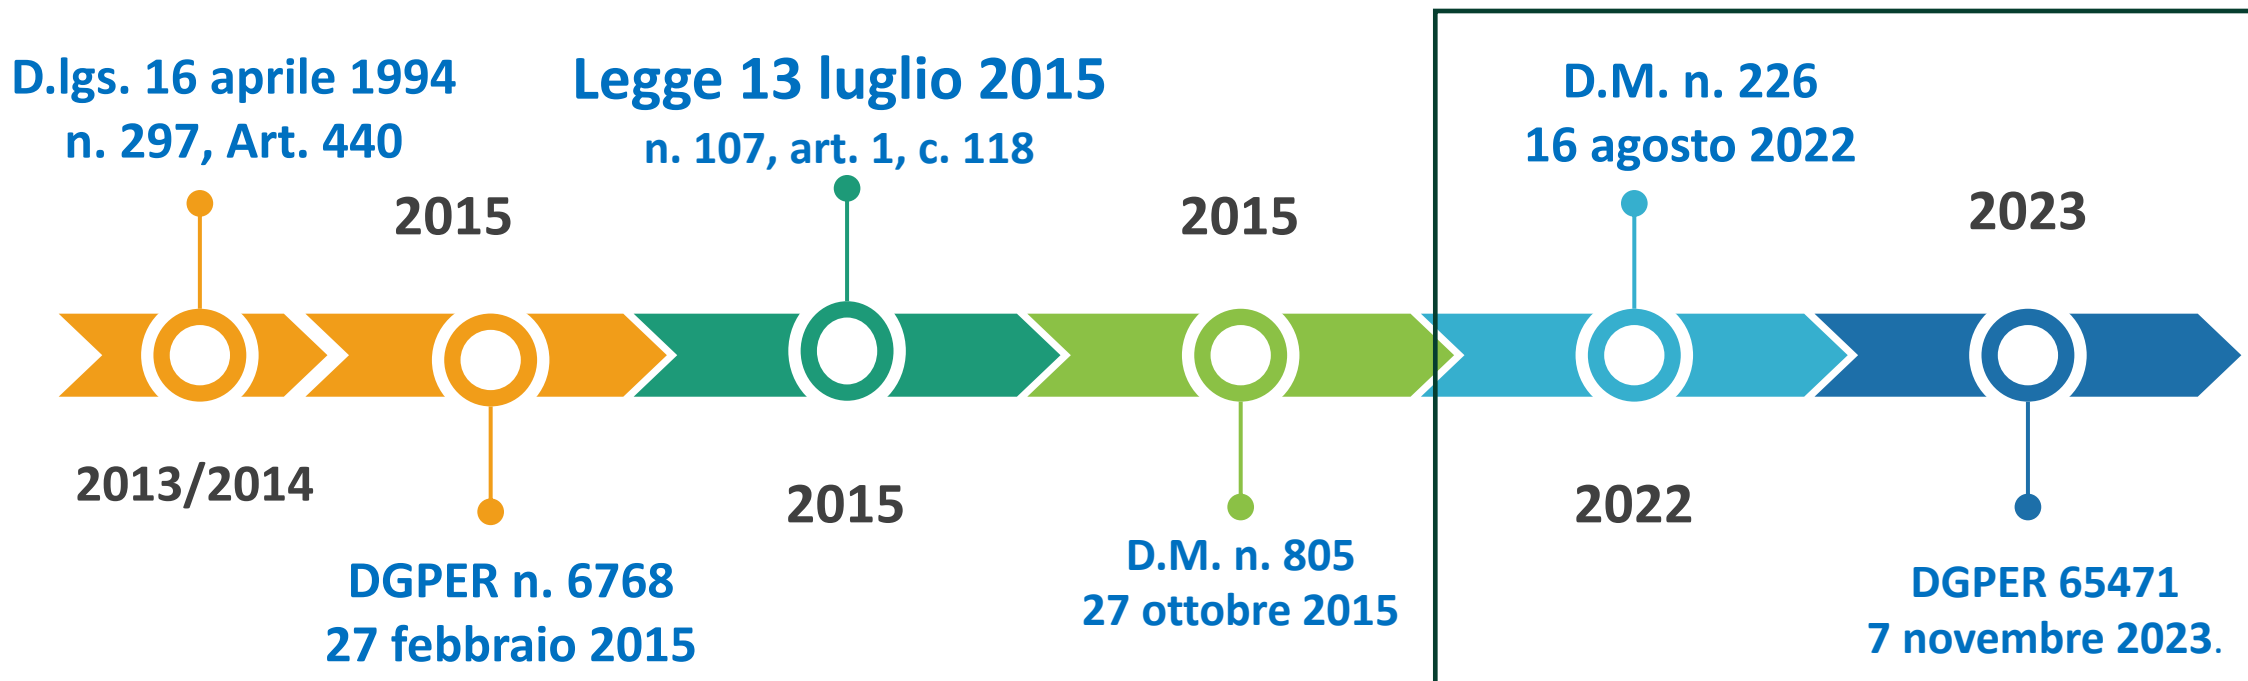 D.lgs. 16 aprile 1994
n. 297, Art. 440
2013/2014
2015
DGPER n. 6768
27 febbraio 2015
Legge 13 luglio 2015
n. 107, art. 1, c. 118
2015
2015
D.M. n. 805
27 ottobre 2015
D.M. n. 226
16 agosto 2022
2022
2023
DGPER 65471
7 novembre 2023.